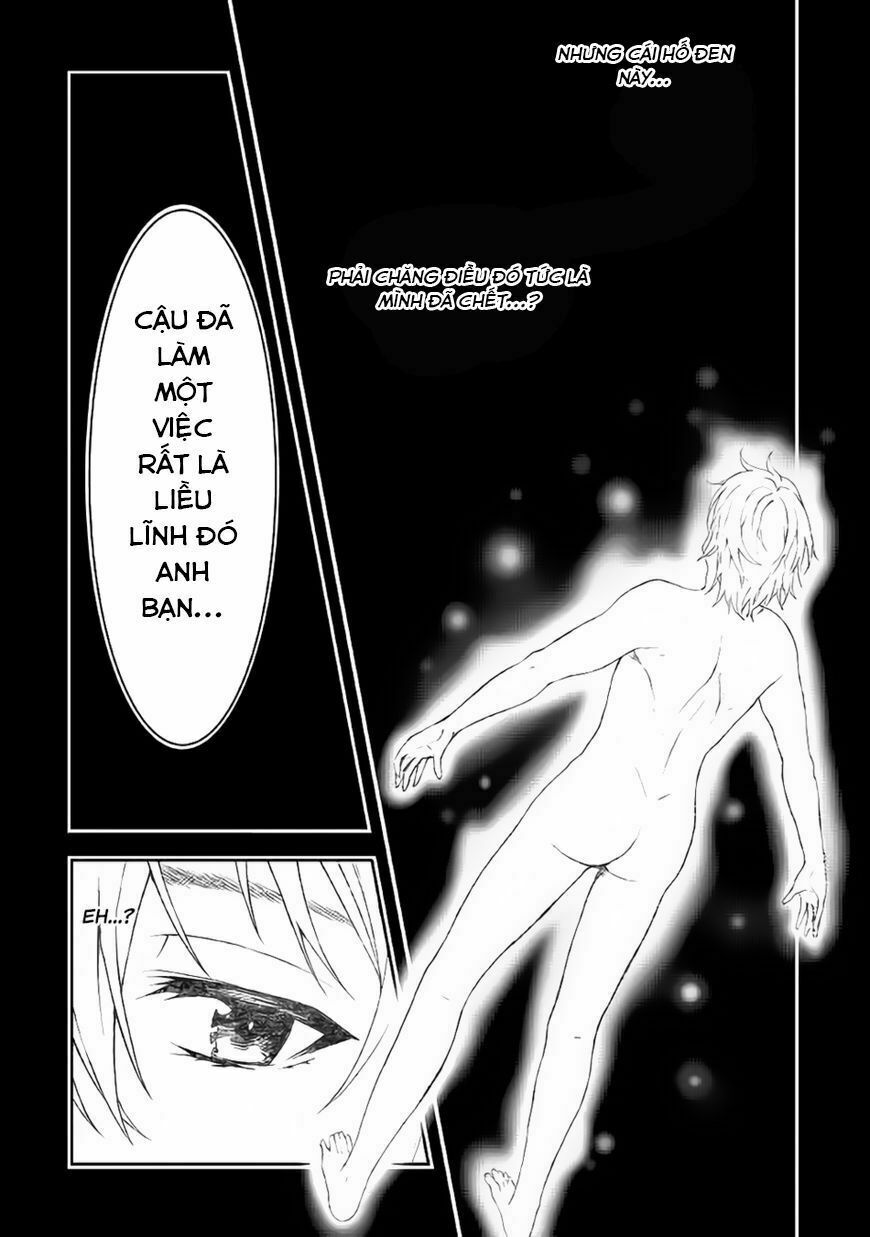 NHƯNG CÁI HỐ ĐEN
NÀY...
PHẢI CHĂNG ĐIỀU ĐÓ TỨC LÀ
MÌNH ĐÃ CHẾT...?
CẬU ĐÃ
LÀM
MỘT
VIỆC
RẤT LÀ
LIỀU
LĨNH ĐÓ
ANH
BẠN...
EH...?